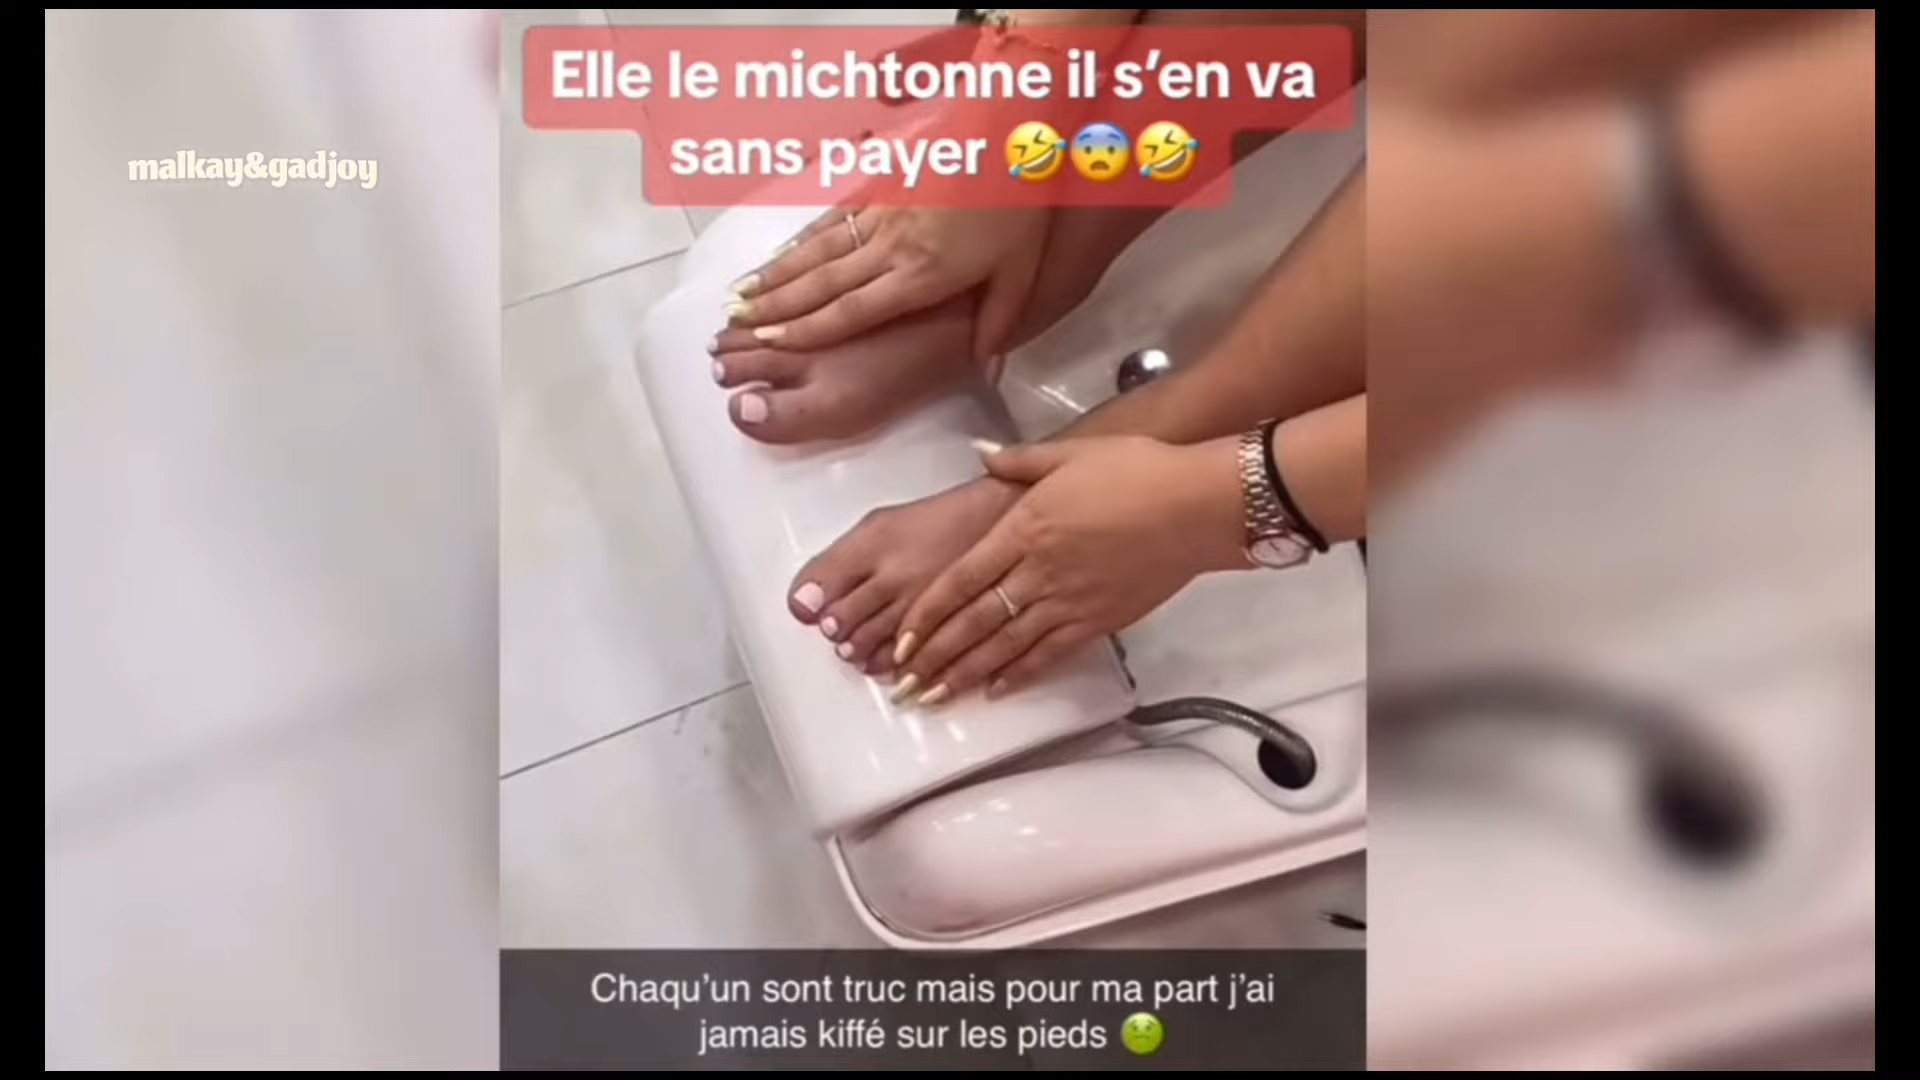 Elle le michtonne il s’en va
sans payer 🤣😨🤣
malkay&gadjoy
Chaqu’un sont truc mais pour ma part j’ai
jamais kiffé sur les pieds 🤢